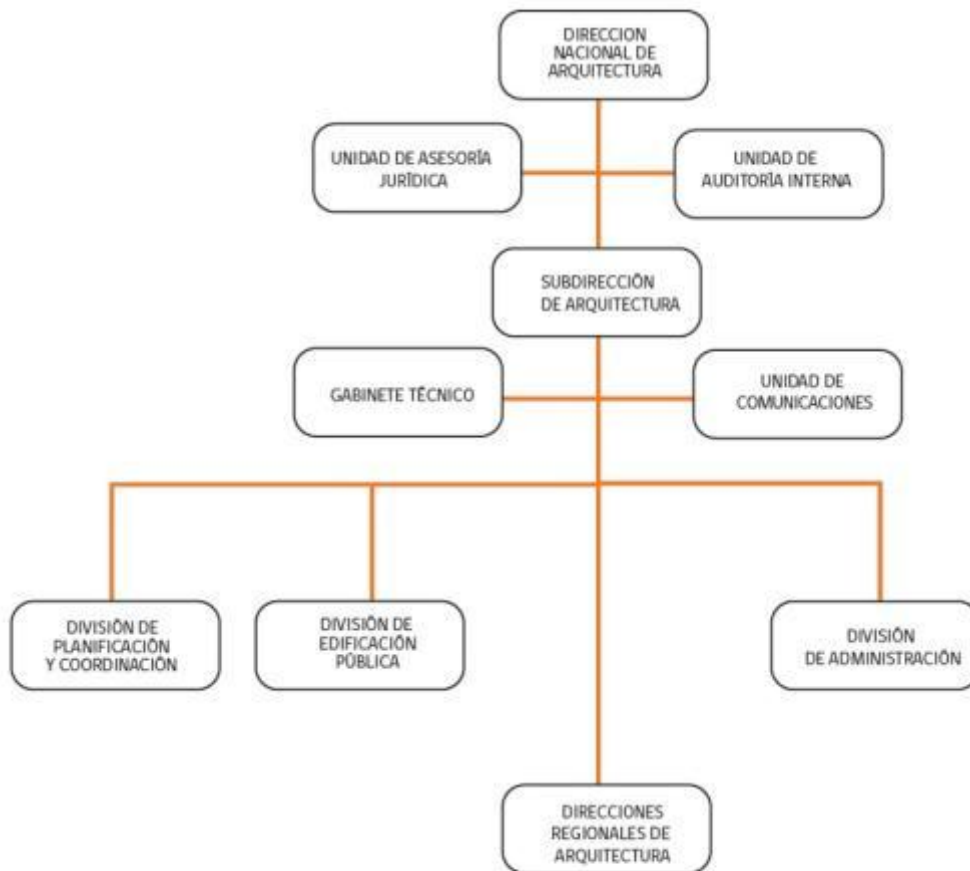 DIRECCION
NACIONAL DE
ARQUITECTURA
UNIDAD DE ASESORÍA
JURÍDICA
UNIDAD DE
AUDITORÍA INTERNA
SUBDIRECCIÓN
DE ARQUITECTURA
GABINETE TÉCNICO
UNIDAD DE
COMUNICACIONES
DIVISIÓN DE
PLANIFICACIÓN
Y COORDINACIÓN
DIVISIÓN DE
EDIFICACIÓN
PÚBLICA
DIVISIÓN
DE ADMINISTRACIÓN
DIRECCIONES
REGIONALES DE
ARQUITECTURA